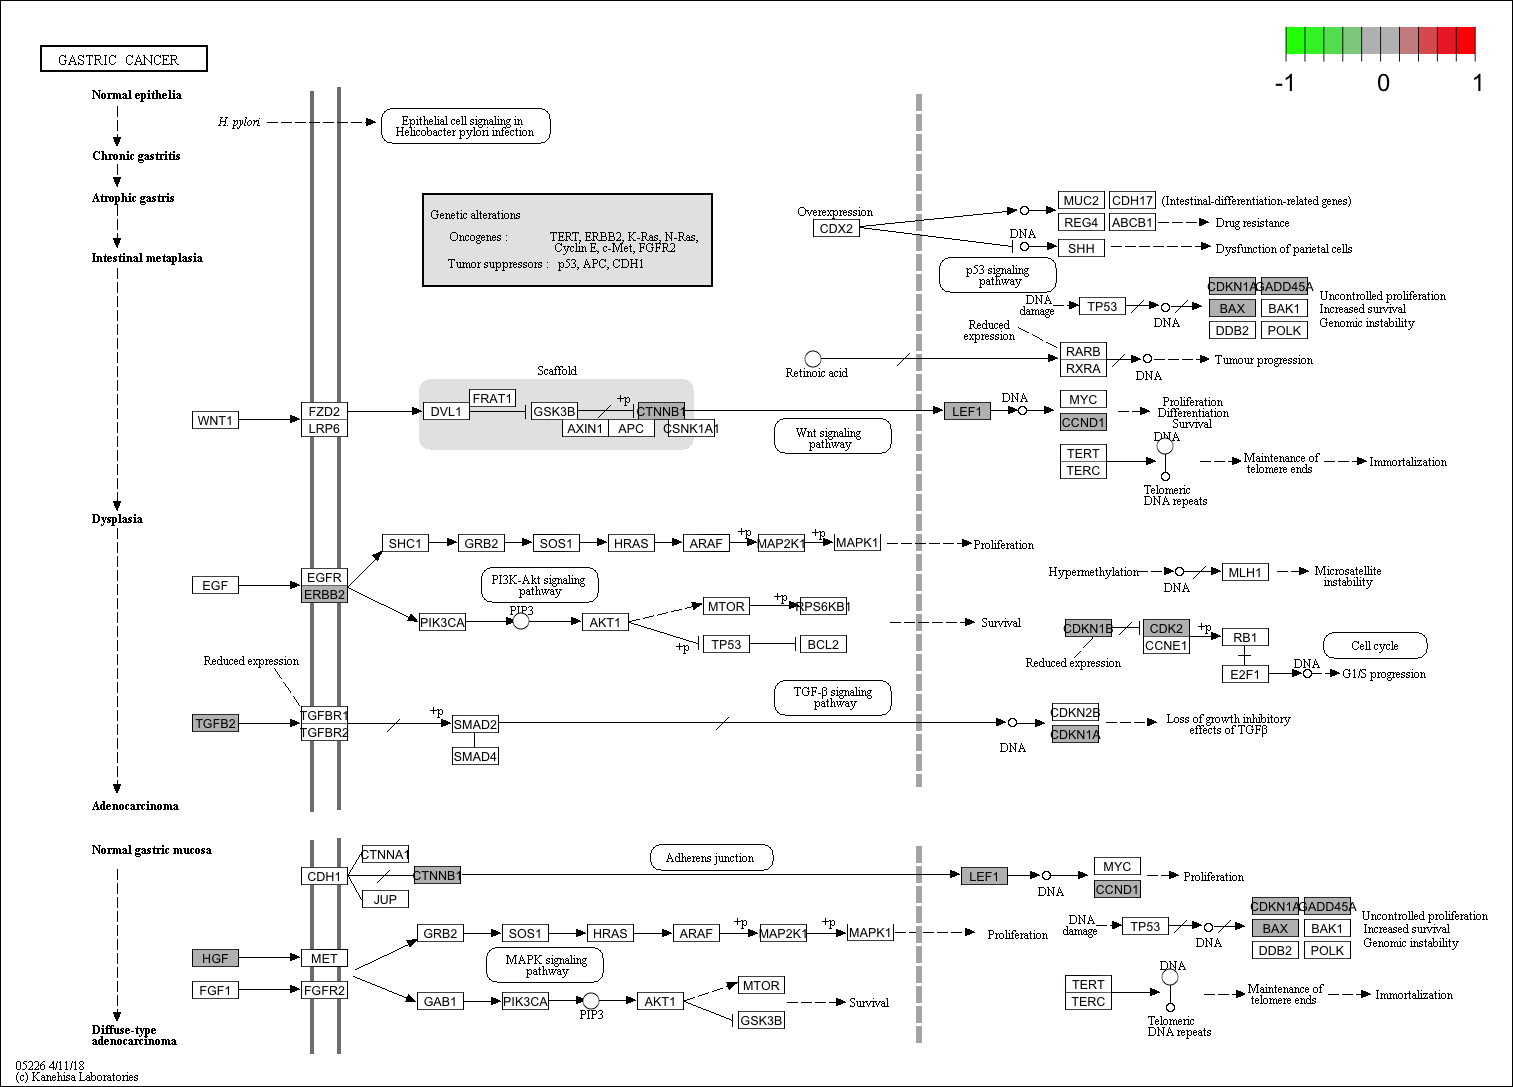 GASTRIC CANCER
-1 0 1
Normal epithelia
H. pylori
Epithelial cell signaling in
Helicobacter pylori infection
Chronic gastritis
Atrophic gastris
Intestinal metaplasia
Genetic alterations
Oncogenes : TERT, ERBB2, K-Ras, N-Ras,
Cyclin E, c-Met, FGFR2
Tumor suppressors : p53, APC, CDH1
Overexpression
CDX2
MUC2 CDH17 (Intestinal-differentiation-related genes)
REG4 ABCB1 Drug resistance
DNA
SHH Dysfunction of parietal cells
p53 signaling
pathway
DNA
damage
TP53
DNA
CDKN1A GADD45A
BAX BAK1
DDB2 POLK
Uncontrolled proliferation
Increased survival
Genomic instability
Reduced
expression
Retinoic acid
RARB
RXRA
DNA
Tumour progression
Scaffold
WNT1
FZD2
LRP6
DVL1
FRAT1
GSK3B
+p
CTNNB1
AXIN1 APC CSNK1A1
Wnt signaling
pathway
LEF1
DNA
MYC
CCND1
Proliferation
Differentiation
Survival
TERT
TERC
DNA
Telomeric
DNA repeats
Maintenance of
telomere ends
Immortalization
Dysplasia
SHC1 GRB2 SOS1 HRAS ARAF +p MAP2K1 +p MAPK1 Proliferation
EGF
EGFR
ERBB2
PI3K-Akt signaling
pathway
PIK3CA
PIP3
AKT1
MTOR +p RPS6KB1
+p TP53 BCL2
Survival
Hypermethylation
DNA
MLH1
Microsatellite
instability
CDKN1B
Reduced expression
CDK2
CCNE1
+p
RB1
E2F1
DNA
Cell cycle
G1/S progression
Reduced expression
TGFB2
TGFBR1
TGFBR2
+p
SMAD2
SMAD4
TGF-β signaling
pathway
DNA
CDKN2B
CDKN1A
Loss of growth inhibitory
effects of TGFβ
Adenocarcinoma
Normal gastric mucosa
CDH1
CTNNA1
CTNNB1
JUP
Adherens junction
LEF1
DNA
MYC
CCND1
Proliferation
GRB2 SOS1 HRAS ARAF +p MAP2K1 +p MAPK1 Proliferation
HGF MET
FGF1 FGFR2
MAPK signaling
pathway
GAB1 PIK3CA
PIP3
AKT1
MTOR
GSK3B
Survival
DNA
damage
TP53
DNA
CDKN1A GADD45A
BAX BAK1
DDB2 POLK
Uncontrolled proliferation
Increased survival
Genomic instability
TERT
TERC
DNA
Telomeric
DNA repeats
Maintenance of
telomere ends
Immortalization
Diffuse-type
adenocarcinoma
05226 4/11/18
(c) Kanehisa Laboratories